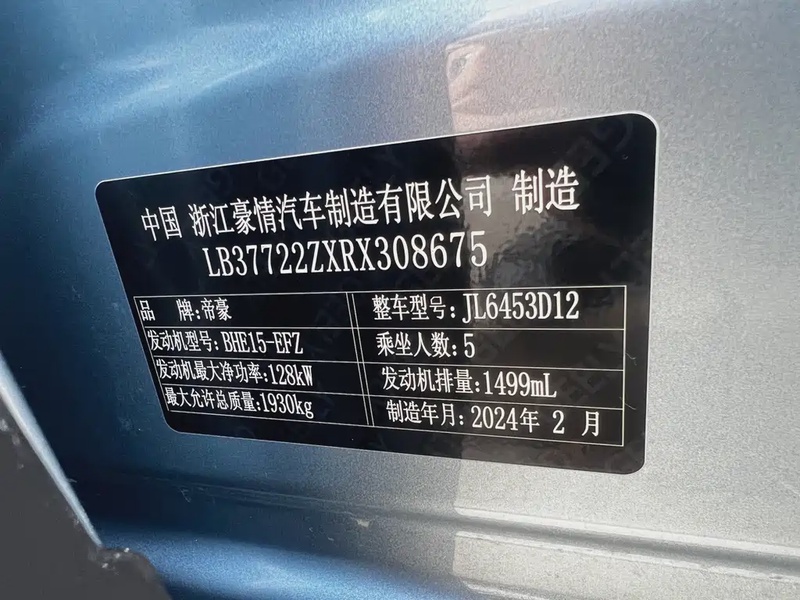 中国 浙江豪情汽车制造有限公司 制造
LB37722ZXRX308675
品 牌:帝豪 整车型号:JL6453D12
发动机型号:BHE15-EFZ 乘坐人数:5
发动机最大净功率:128kW 发动机排量:1499mL
最大允许总质量:1930kg 制造年月:2024年 2 月